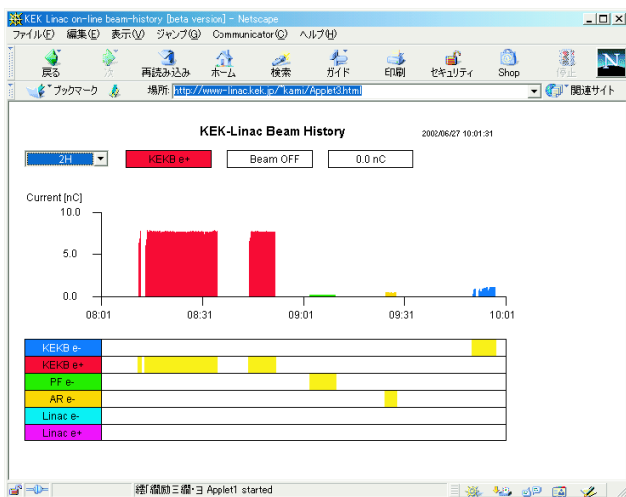 KEK Linac on-line beam-history [beta version] - Netscape
ファイル(F) 編集(E) 表示(V) ジャンプ(G) Communicator(C) ヘルプ(H)
戻る 次 再読み込み ホーム 検索 ガイド 印刷 セキュリティ Shop 停止
ブックマーク 場所: http://www-linac.kek.jp/~kami/Applet3.html 関連サイト
KEK-Linac Beam History 2002/06/27 10:01:31
2H KEKB e+ Beam OFF 0.0 nC
Current [nC]
10.0
5.0
0.0
08:01 08:31 09:01 09:31 10:01
KEKB e-
KEKB e+
PF e-
AR e-
Linac e-
Linac e+
Applet1 started